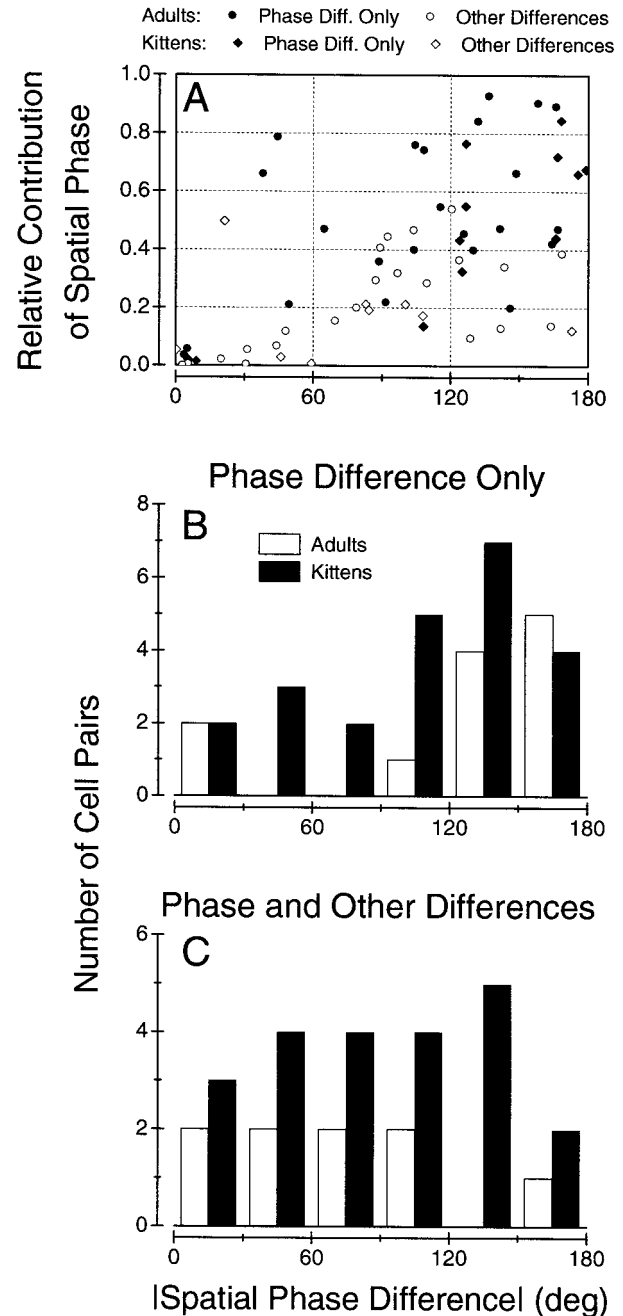 Adults: ● Phase Diff. Only ○ Other Differences
Kittens: ◆ Phase Diff. Only ◇ Other Differences
A
Relative Contribution
of Spatial Phase
1.0
0.8
0.6
0.4
0.2
0.0
0 60 120 180
Phase Difference Only
B
Adults
Kittens
8
6
4
2
0
0 60 120 180
Number of Cell Pairs
Phase and Other Differences
C
6
4
2
0
0 60 120 180
|Spatial Phase Difference| (deg)